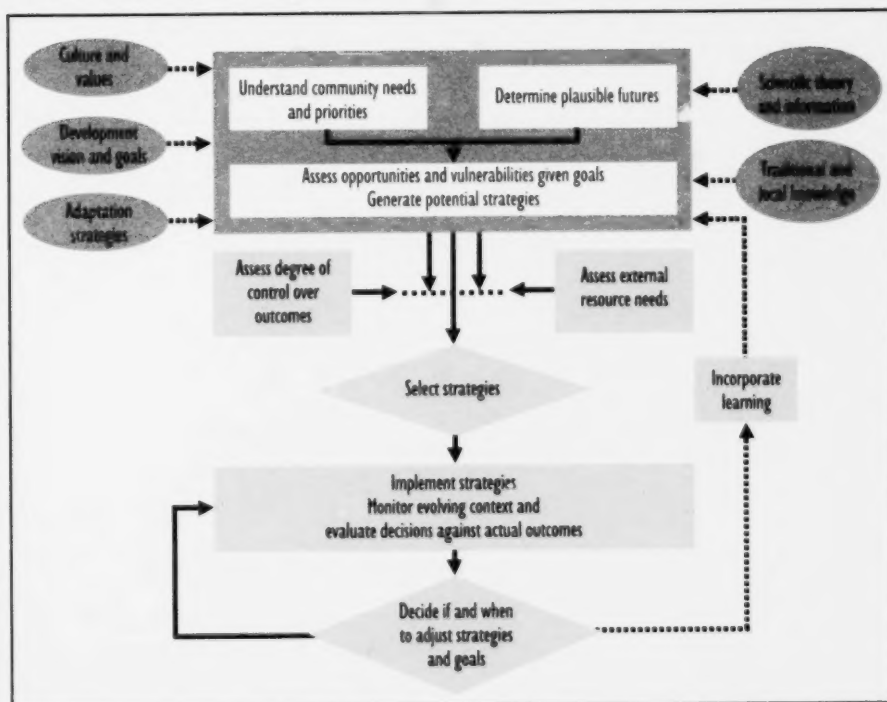 Culture and
values
Development
vision and goals
Adaptation
strategies
Understand community needs
and priorities
Determine plausible futures
Assess opportunities and vulnerabilities given goals
Generate potential strategies
Scientific theory
and information
Traditional and
local knowledge
Assess degree of
control over
outcomes
Assess external
resource needs
Select strategies
Incorporate
learning
Implement strategies
Monitor evolving context and
evaluate decisions against actual outcomes
Decide if and when
to adjust strategies
and goals